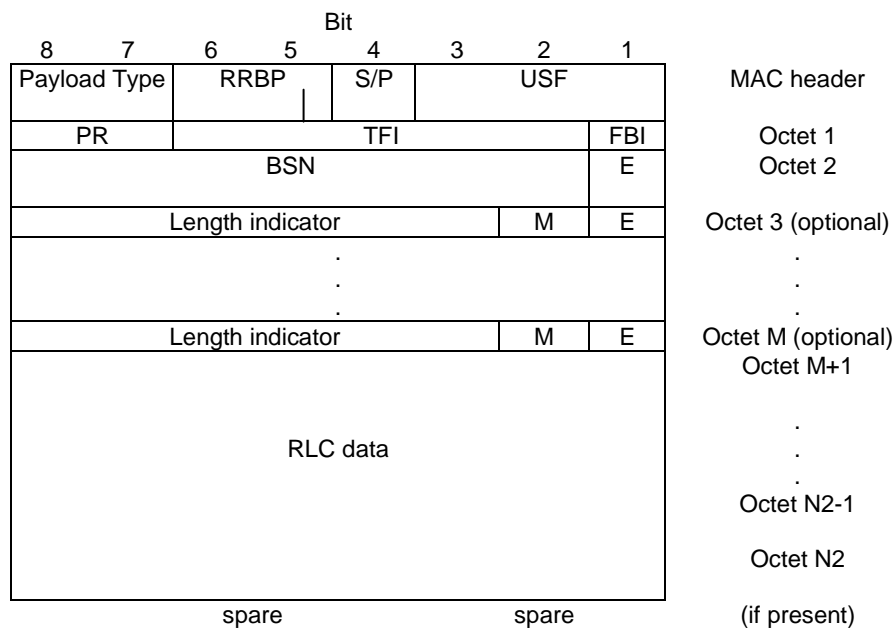 Bit
8 7 6 5 4 3 2 1
Payload Type RRBP S/P USF MAC header
PR TFI FBI Octet 1
BSN E Octet 2
Length indicator M E Octet 3 (optional)
. .
. .
. .
Length indicator M E Octet M (optional)
Octet M+1
.
RLC data .
.
Octet N2-1
Octet N2
spare spare (if present)